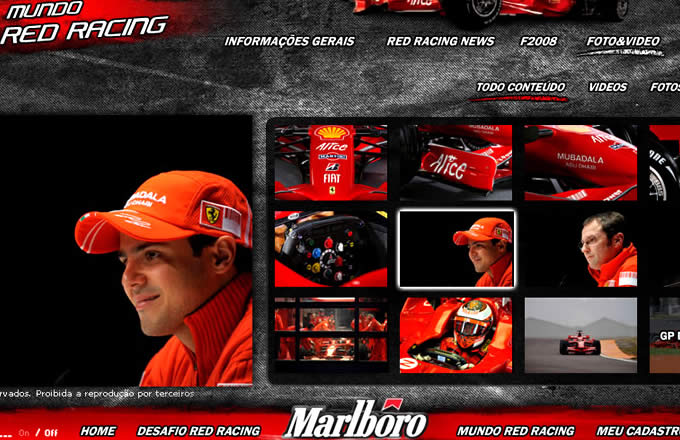 MUNDO
RED RACING
INFORMAÇÕES GERAIS RED RACING NEWS F2008 FOTO&VIDEO
TODO CONTEÚDO VIDEOS FOTOS
Alice
FIAT
MUBADALA
Alice
MUBADALA
ABU DHABI
GP
rvados. Proibida a reprodução por terceiros
On / Off HOME DESAFIO RED RACING Marlboro MUNDO RED RACING MEU CADASTRO